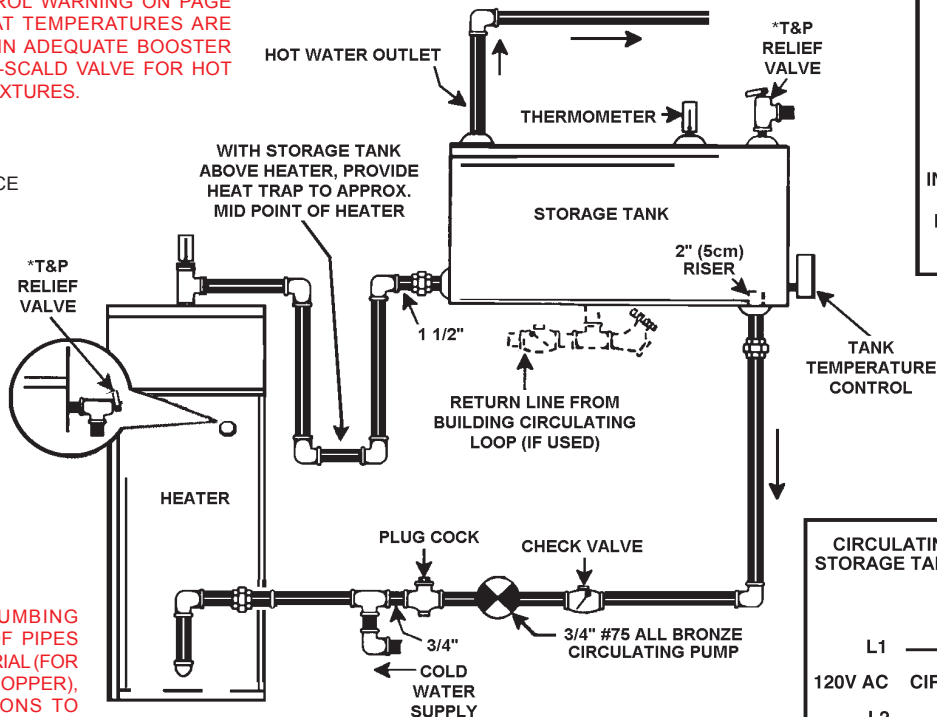 ROL WARNING ON PAGE
AT TEMPERATURES ARE
IN ADEQUATE BOOSTER
-SCALD VALVE FOR HOT
XTURES.
CE
HOT WATER OUTLET
*T&P
RELIEF
VALVE
THERMOMETER
WITH STORAGE TANK
ABOVE HEATER, PROVIDE
HEAT TRAP TO APPROX.
MID POINT OF HEATER
STORAGE TANK
2" (5cm)
RISER
*T&P
RELIEF
VALVE
1 1/2"
TANK
TEMPERATURE
CONTROL
RETURN LINE FROM
BUILDING CIRCULATING
LOOP (IF USED)
HEATER
PLUG COCK
CHECK VALVE
3/4"
3/4" #75 ALL BRONZE
CIRCULATING PUMP
COLD
WATER
SUPPLY
UMBING
OF PIPES
RIAL (FOR
OPPER),
ONS TO
IN
CIRCULATIN
STORAGE TA
L1
120V AC CIP
L2